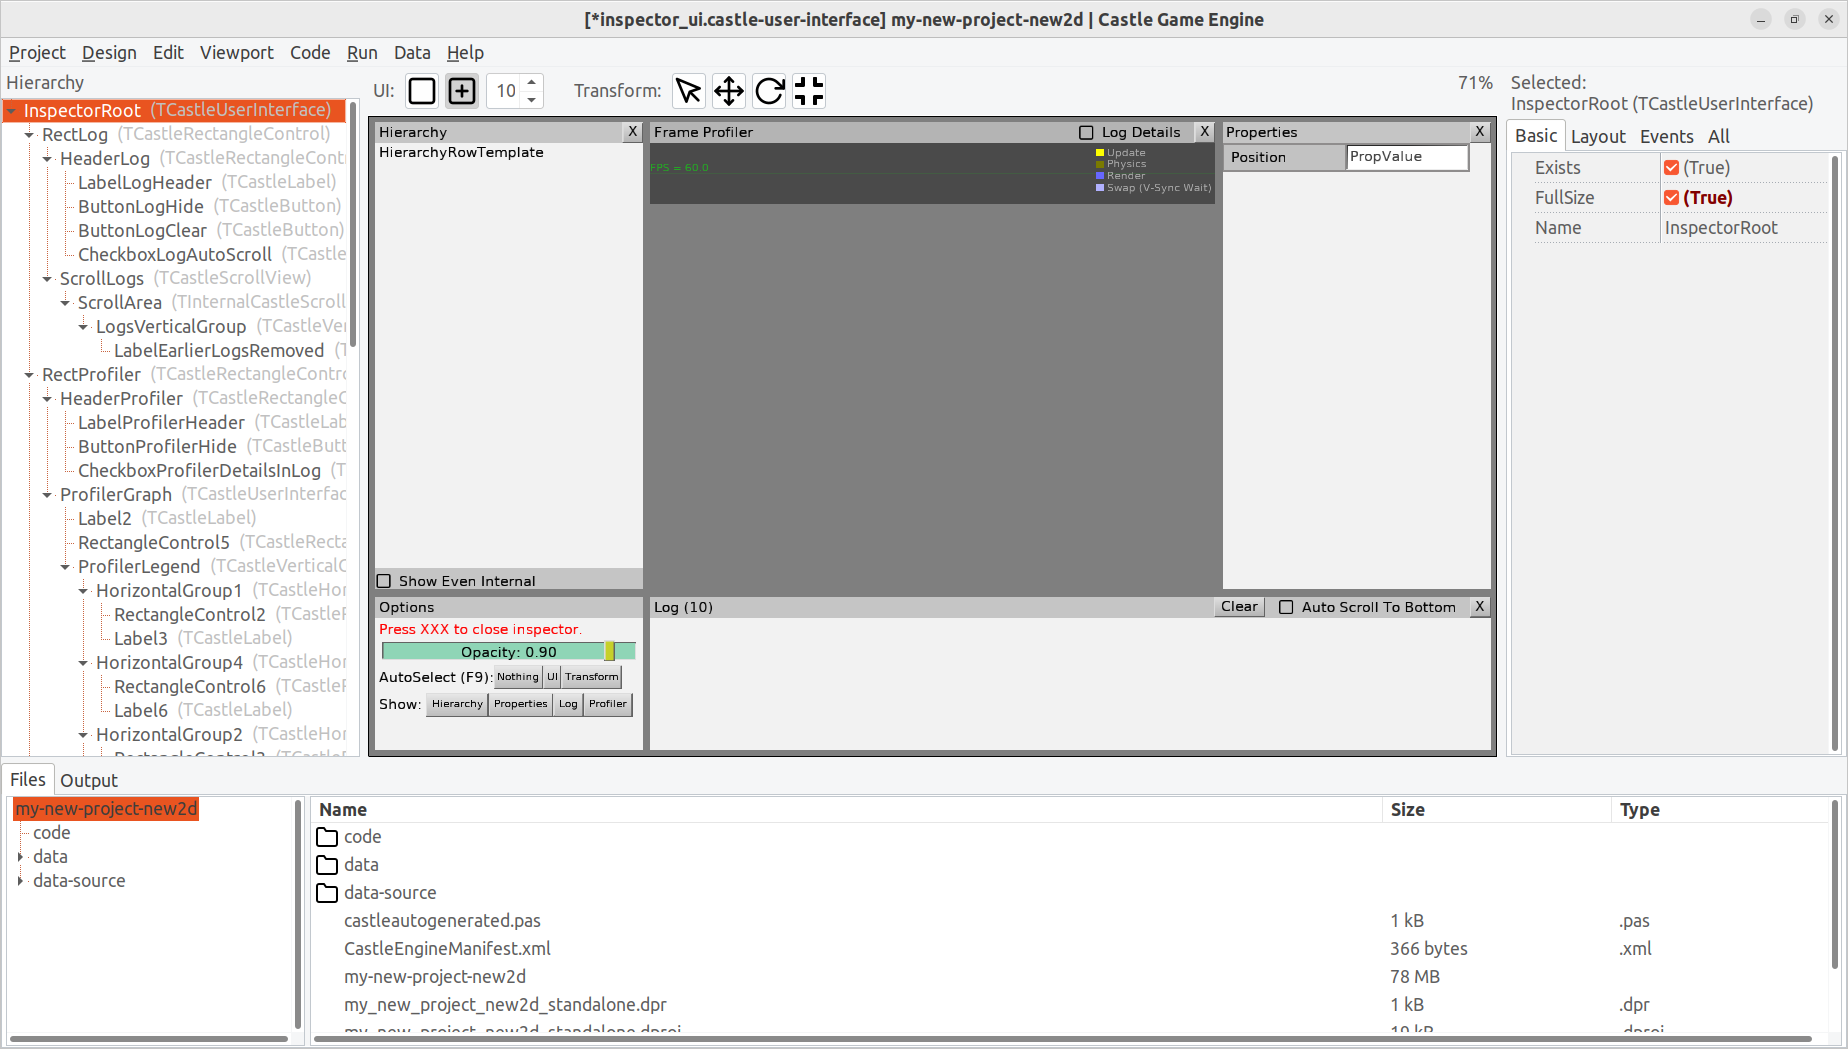 [*inspector_ui.castle-user-interface] my-new-project-new2d | Castle Game Engine
Project Design Edit Viewport Code Run Data Help
Hierarchy
InspectorRoot (TCastleUserInterface)
RectLog (TCastleRectangleControl)
HeaderLog (TCastleRectangleCont
LabelLogHeader (TCastleLabel)
ButtonLogHide (TCastleButton)
ButtonLogClear (TCastleButton)
CheckboxLogAutoScroll (TCastle
ScrollLogs (TCastleScrollView)
ScrollArea (TInternalCastleScroll
LogsVerticalGroup (TCastleVer
LabelEarlierLogsRemoved (T
RectProfiler (TCastleRectangleContro
HeaderProfiler (TCastleRectangleC
LabelProfilerHeader (TCastleLab
ButtonProfilerHide (TCastleButt
CheckboxProfilerDetailsInLog (T
ProfilerGraph (TCastleUserInterfac
Label2 (TCastleLabel)
RectangleControl5 (TCastleRecta
ProfilerLegend (TCastleVerticalG
HorizontalGroup1 (TCastleHor
RectangleControl2 (TCastleF
Label3 (TCastleLabel)
HorizontalGroup4 (TCastleHor
RectangleControl6 (TCastleF
Label6 (TCastleLabel)
HorizontalGroup2 (TCastleHor
UI: 10 Transform: 71%
Hierarchy X
HierarchyRowTemplate
Show Even Internal
Frame Profiler Log Details X
FPS = 60.0
Update
Physics
Render
Swap (V-Sync Wait)
Properties X
Position PropValue
Options
Press XXX to close inspector.
Opacity: 0.90
AutoSelect (F9): Nothing UI Transform
Show: Hierarchy Properties Log Profiler
Log (10) Clear Auto Scroll To Bottom X
Selected:
InspectorRoot (TCastleUserInterface)
Basic Layout Events All
Exists (True)
FullSize (True)
Name InspectorRoot
Files Output
my-new-project-new2d
code
data
data-source
Name Size Type
code
data
data-source
castleautogenerated.pas 1 kB .pas
CastleEngineManifest.xml 366 bytes .xml
my-new-project-new2d 78 MB
my_new_project_new2d_standalone.dpr 1 kB .dpr
my_new_project_new2d_standalone.dproj 10 kB .dproj